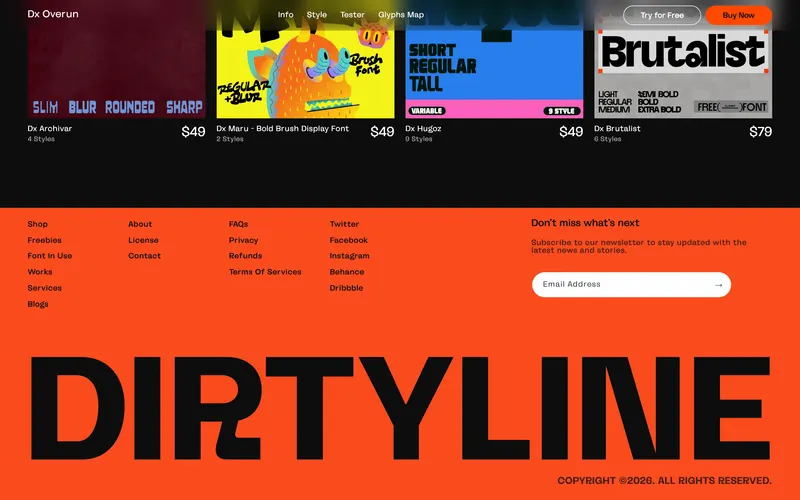 Dx Overun
Info
Style
Tester
Glyphs Map
Try for Free
Buy Now
SLIM BLUR ROUNDED SHARP
REGULAR
+BLUR
Brush
Font
SHORT
REGULAR
TALL
VARIABLE
9 STYLE
Brutalist
LIGHT
REGULAR
MEDIUM
SEMI BOLD
BOLD
EXTRA BOLD
FREE
FONT
Dx Archivar
$49
4 Styles
Dx Maru - Bold Brush Display Font
$49
2 Styles
Dx Hugoz
$49
9 Styles
Dx Brutalist
$79
6 Styles
Shop
Freebies
Font In Use
Works
Services
Blogs
About
License
Contact
FAQs
Privacy
Refunds
Terms Of Services
Twitter
Facebook
Instagram
Behance
Dribbble
Don't miss what's next
Subscribe to our newsletter to stay updated with the
latest news and stories.
Email Address →
DIRTYLINE
COPYRIGHT ©2026. ALL RIGHTS RESERVED.